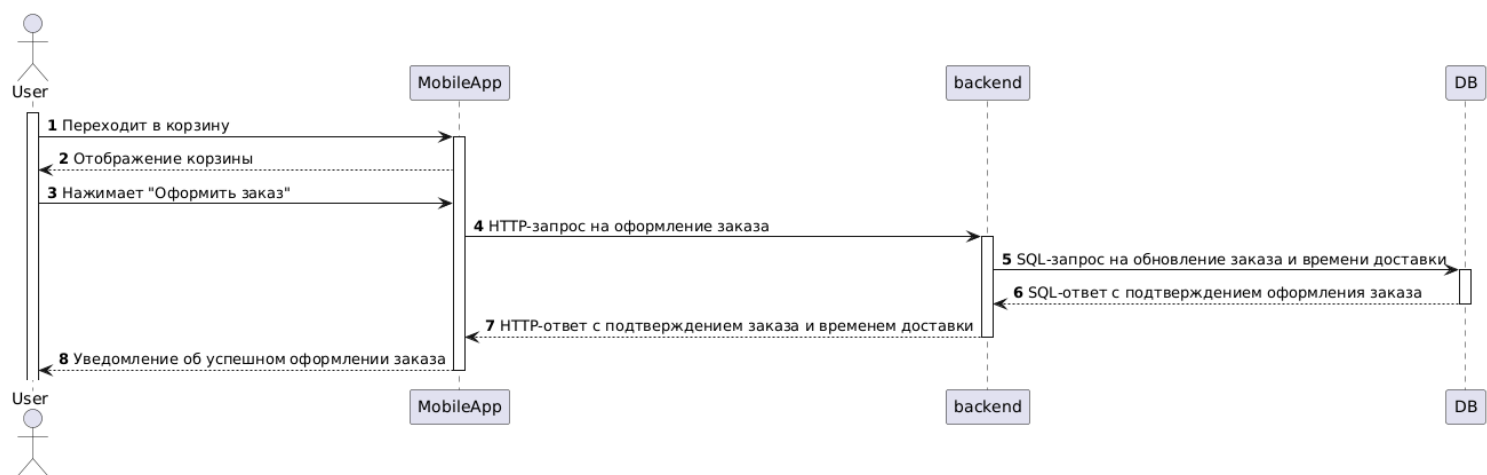 User
MobileApp
backend
DB
1 Переходит в корзину
2 Отображение корзины
3 Нажимает "Оформить заказ"
4 HTTP-запрос на оформление заказа
5 SQL-запрос на обновление заказа и времени доставки
6 SQL-ответ с подтверждением оформления заказа
7 HTTP-ответ с подтверждением заказа и временем доставки
8 Уведомление об успешном оформлении заказа
User
MobileApp
backend
DB